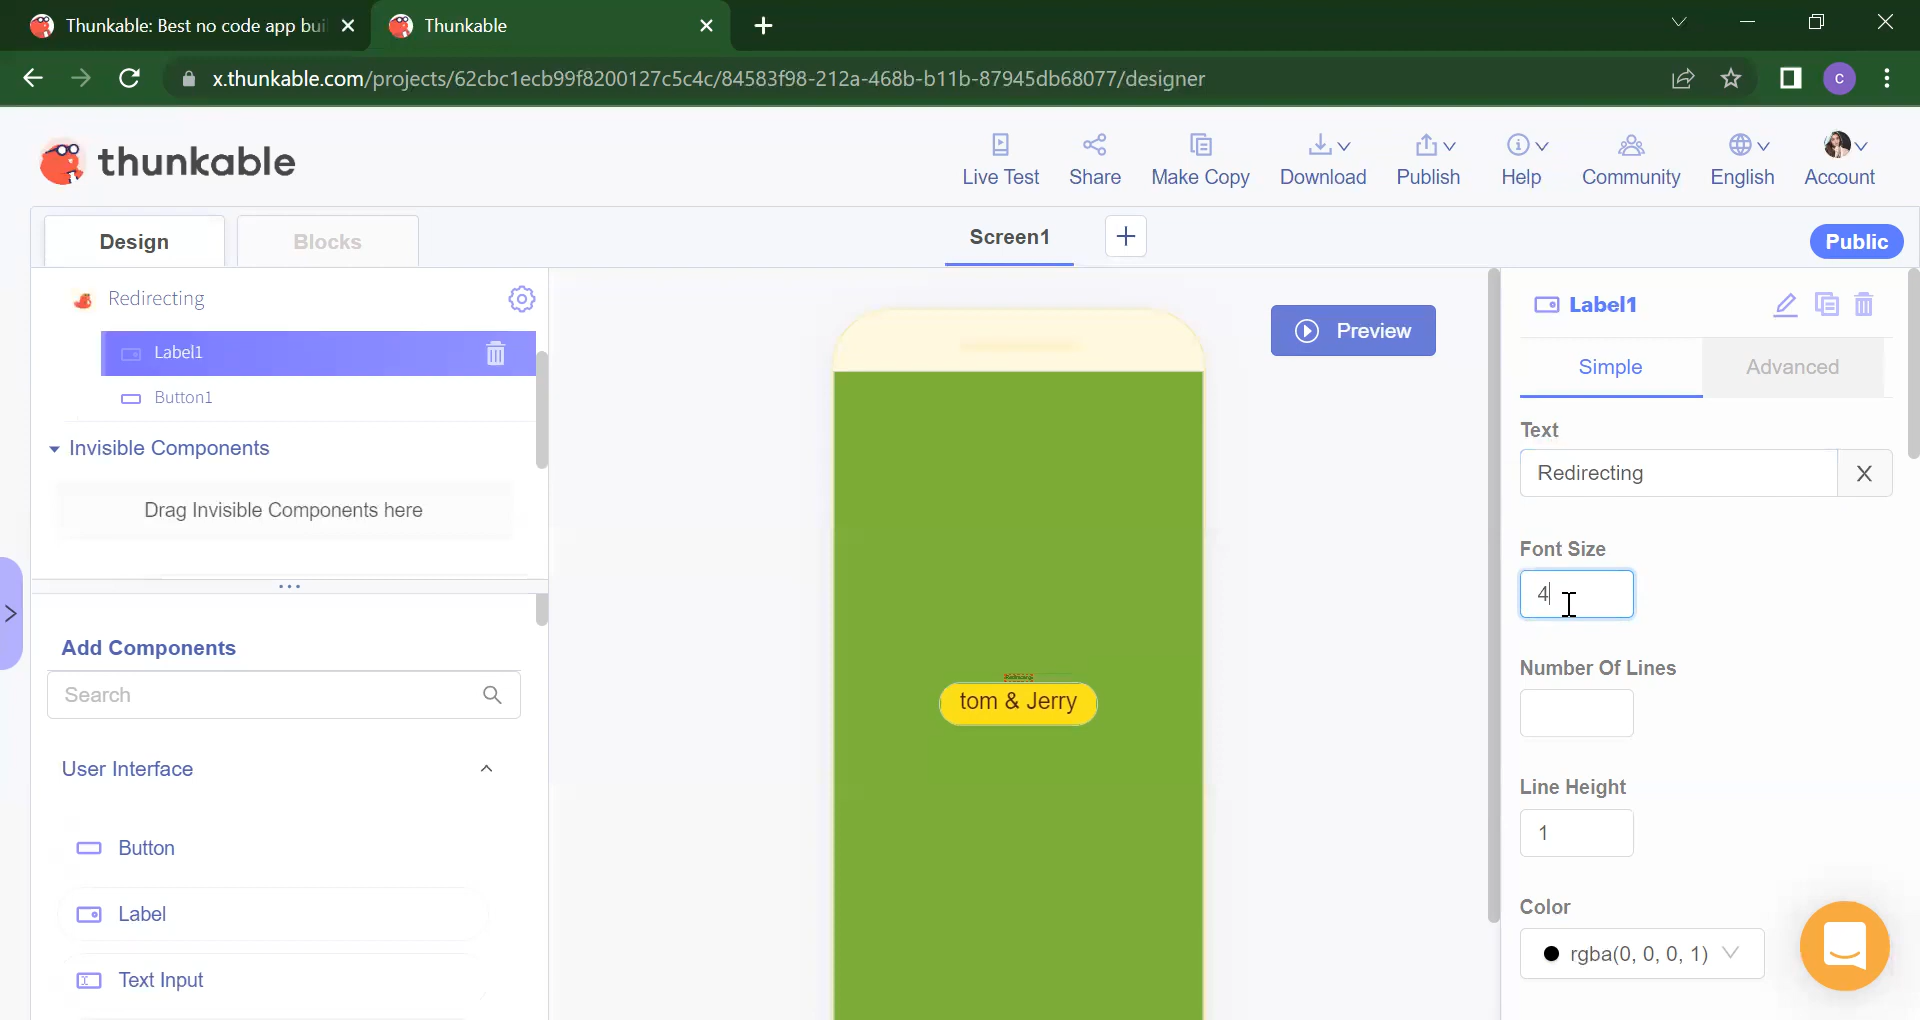 Thunkable: Best no code app bui
Thunkable
x.thunkable.com/projects/62cbc1ecb99f8200127c5c4c/84583f98-212a-468b-b11b-87945db68077/designer
c
thunkable
Live Test
Share
Make Copy
Download
Publish
Help
Community
English
Account
Design
Blocks
Screen1
Public
Redirecting
Label1
Button1
Invisible Components
Drag Invisible Components here
Add Components
Search
User Interface
Button
Label
Text Input
Preview
Redirecting
tom & Jerry
Label1
Simple
Advanced
Text
Redirecting
X
Font Size
4
Number Of Lines
Line Height
1
Color
rgba(0, 0, 0, 1)